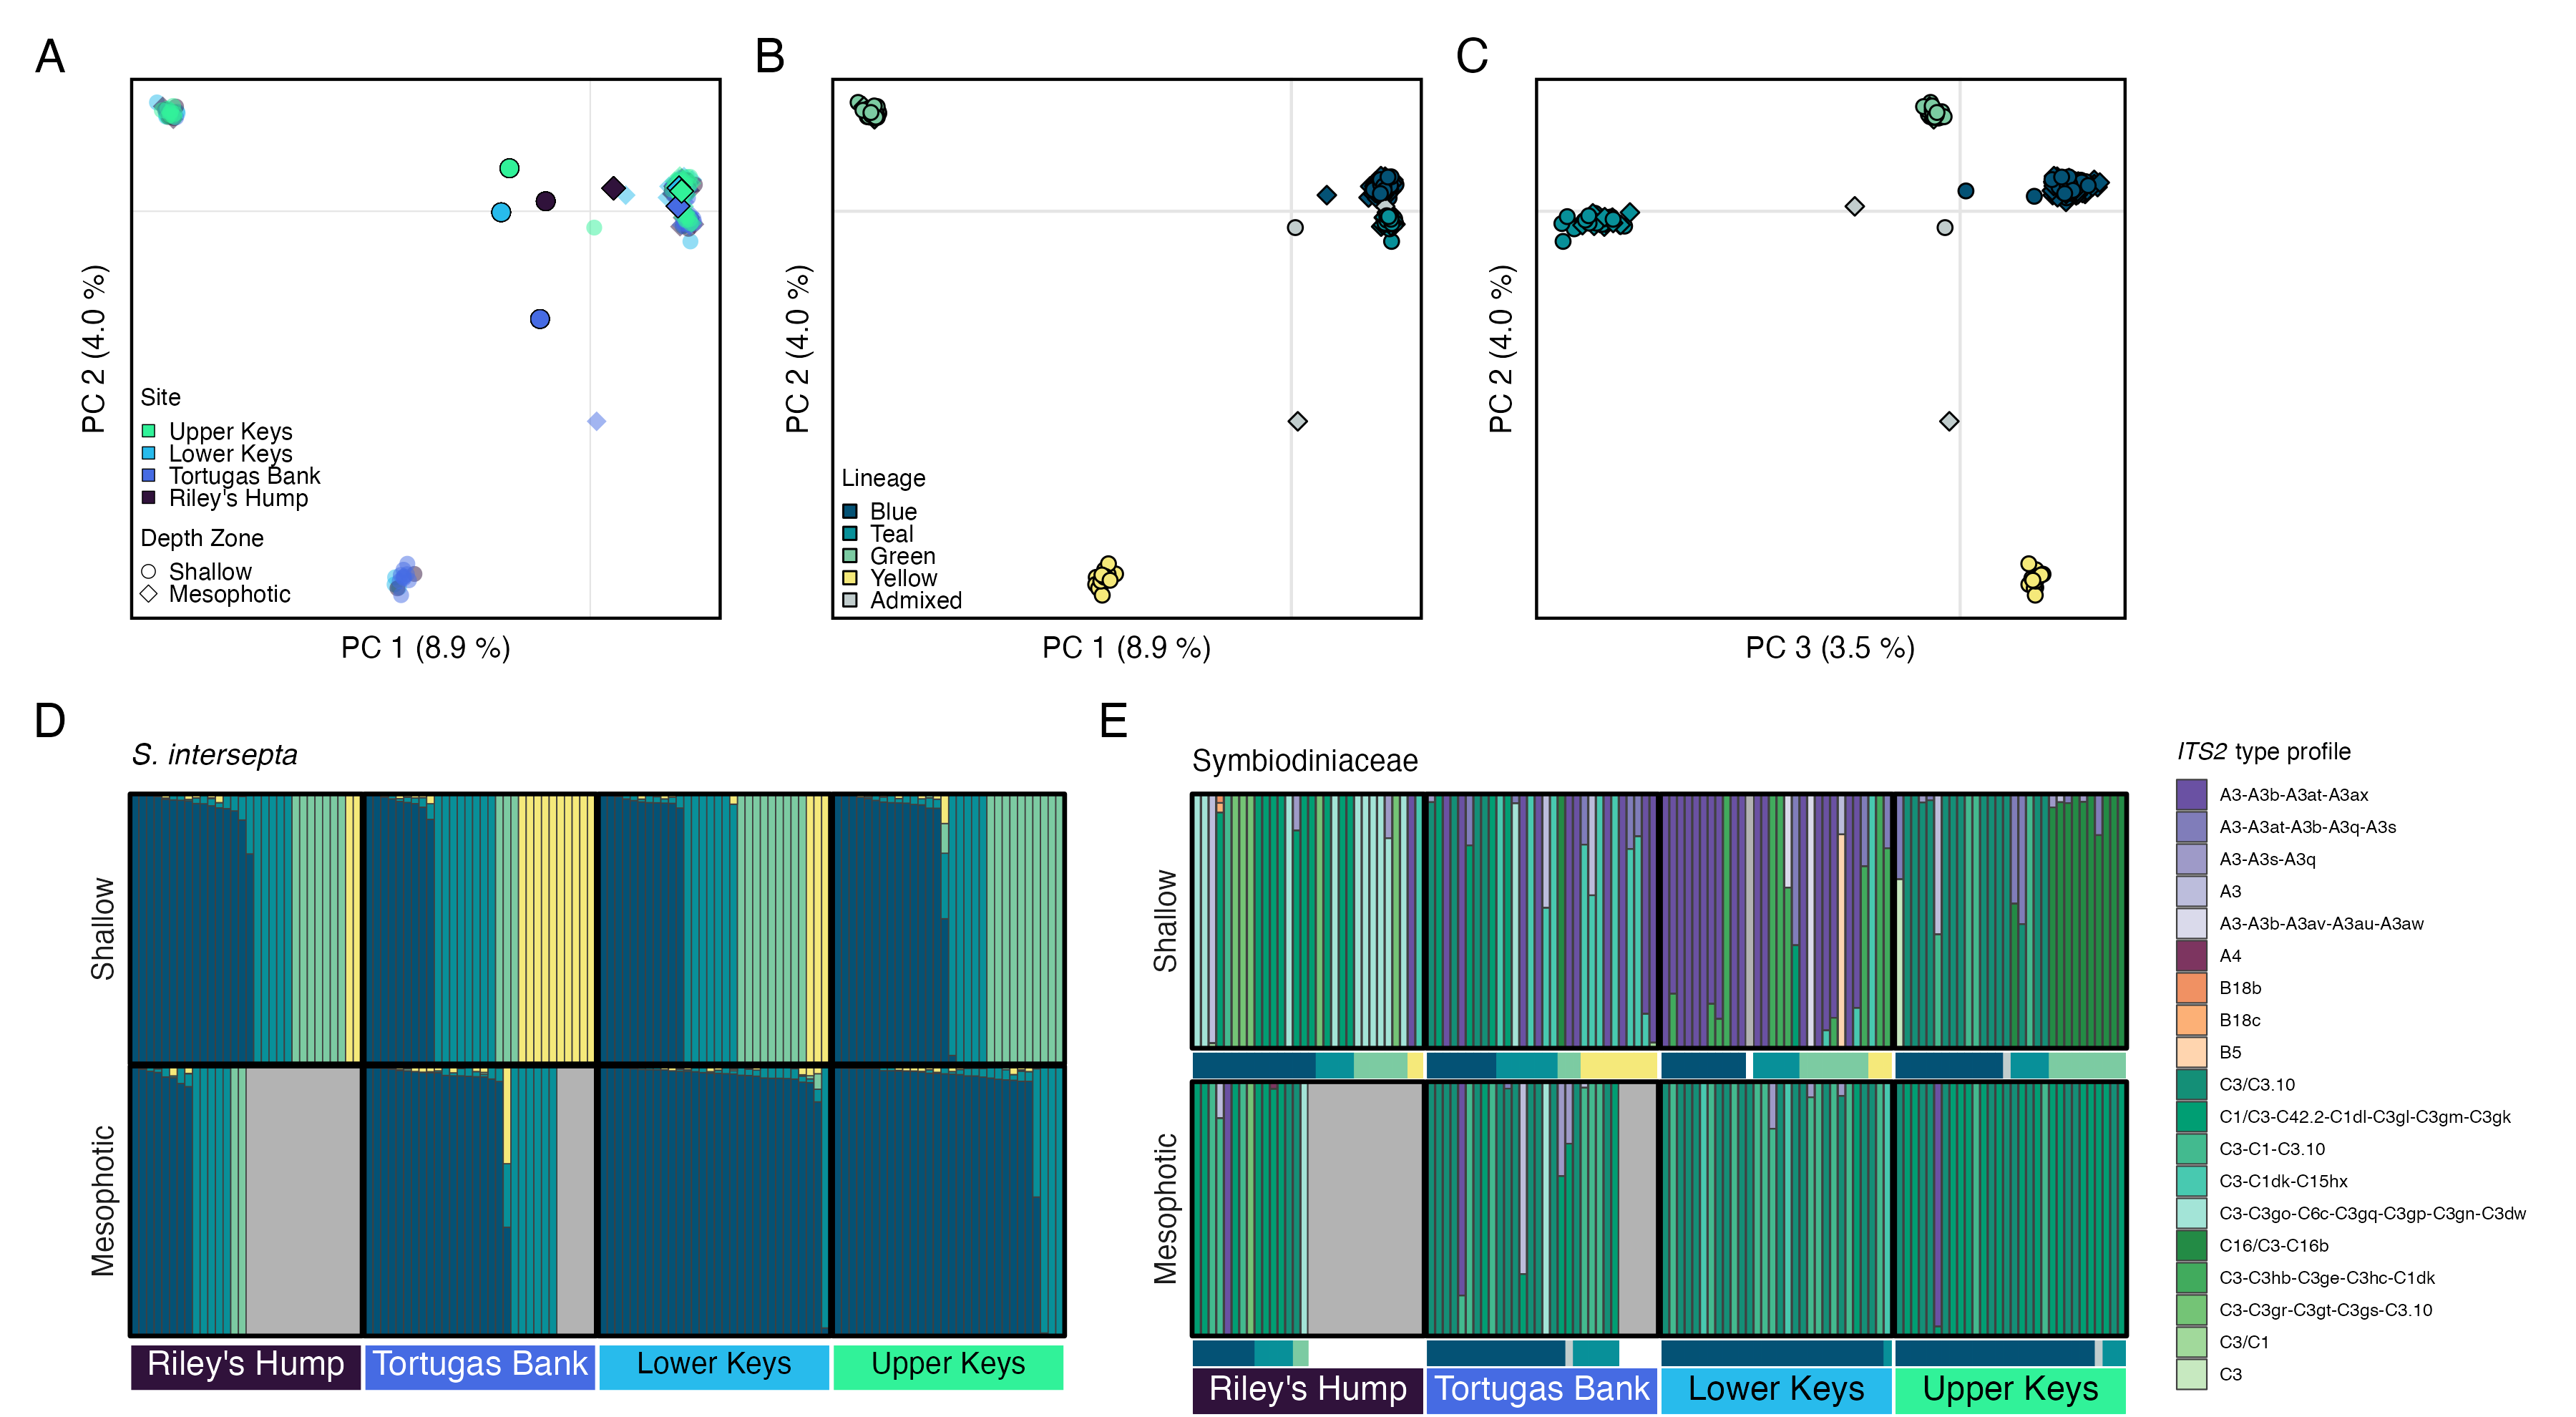 A
B
C
PC 2 (4.0 %)
Site
Upper Keys
Lower Keys
Tortugas Bank
Riley's Hump
Depth Zone
Shallow
Mesophotic
PC 1 (8.9 %)
PC 2 (4.0 %)
Lineage
Blue
Teal
Green
Yellow
Admixed
PC 1 (8.9 %)
PC 2 (4.0 %)
PC 3 (3.5 %)
D
S. intersepta
Shallow
Mesophotic
Riley's Hump
Tortugas Bank
Lower Keys
Upper Keys
E
Symbiodiniaceae
Shallow
Mesophotic
Riley's Hump
Tortugas Bank
Lower Keys
Upper Keys
ITS2 type profile
A3-A3b-A3at-A3ax
A3-A3at-A3b-A3q-A3s
A3-A3s-A3q
A3
A3-A3b-A3av-A3au-A3aw
A4
B18b
B18c
B5
C3/C3.10
C1/C3-C42.2-C1dl-C3gl-C3gm-C3gk
C3-C1-C3.10
C3-C1dk-C15hx
C3-C3go-C6c-C3gq-C3gp-C3gn-C3dw
C16/C3-C16b
C3-C3hb-C3ge-C3hc-C1dk
C3-C3gr-C3gt-C3gs-C3.10
C3/C1
C3